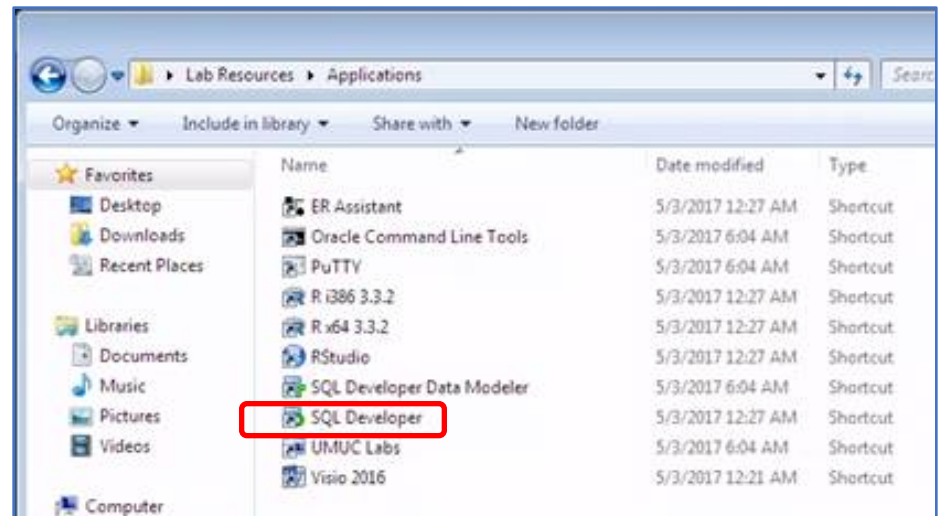 Lab Resources Applications
Searc
Organize Include in library Share with New folder
Favorites
Desktop
Downloads
Recent Places
Libraries
Documents
Music
Pictures
Videos
Computer
Name Date modified Type
ER Assistant 5/3/2017 12:27 AM Shortcut
Oracle Command Line Tools 5/3/2017 6:04 AM Shortcut
PuTTY 5/3/2017 6:04 AM Shortcut
R i386 3.3.2 5/3/2017 12:27 AM Shortcut
R x64 3.3.2 5/3/2017 12:27 AM Shortcut
RStudio 5/3/2017 12:27 AM Shortcut
SQL Developer Data Modeler 5/3/2017 6:04 AM Shortcut
SQL Developer 5/3/2017 12:27 AM Shortcut
UMUC Labs 5/3/2017 6:04 AM Shortcut
Visio 2016 5/3/2017 12:21 AM Shortcut